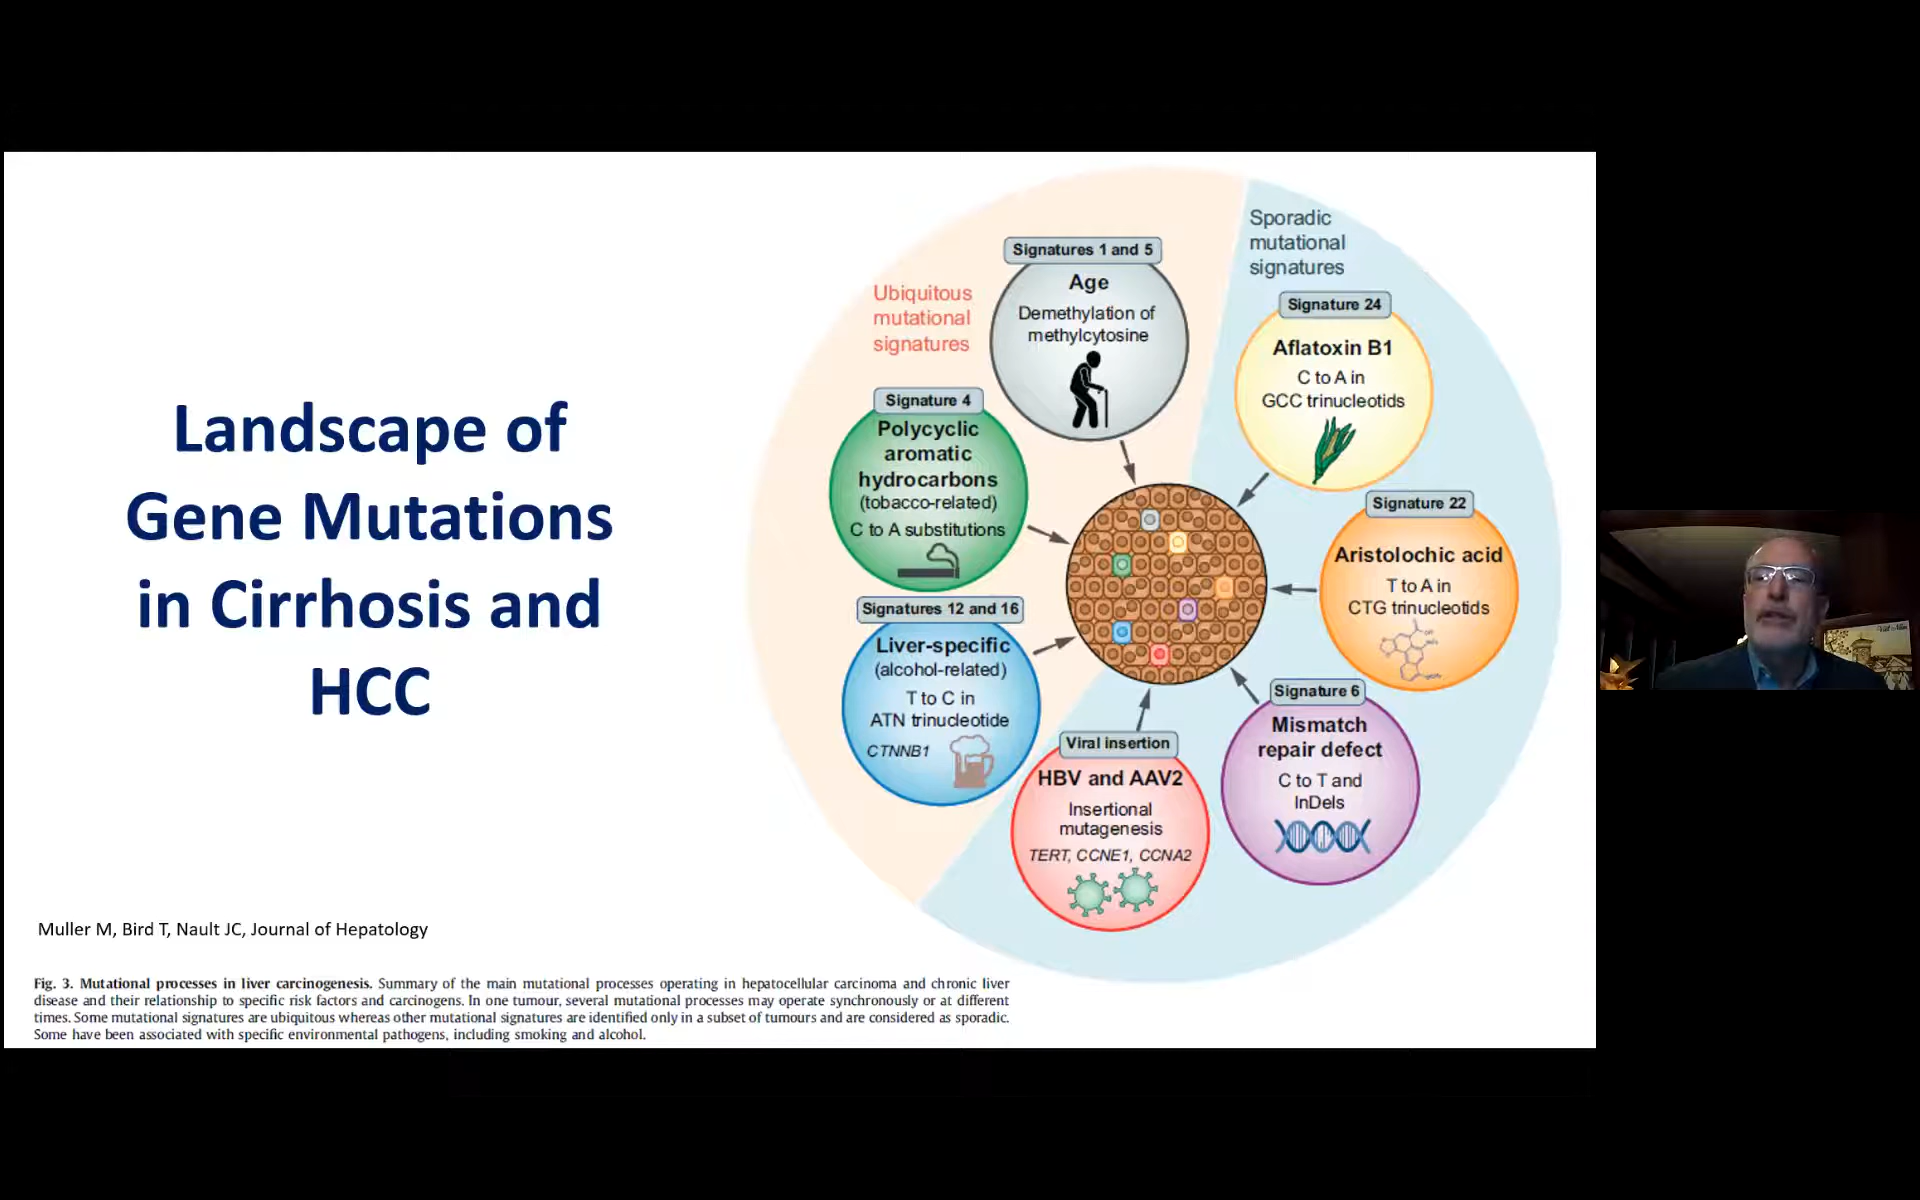 Landscape of
Gene Mutations
in Cirrhosis and
HCC
Muller M, Bird T, Nault JC, Journal of Hepatology
Ubiquitous
mutational
signatures
Sporadic
mutational
signatures
Signatures 1 and 5
Age
Demethylation of
methylcytosine
Signature 4
Polycyclic
aromatic
hydrocarbons
(tobacco-related)
C to A substitutions
Signatures 12 and 16
Liver-specific
(alcohol-related)
T to C in
ATN trinucleotide
CTNNB1
Viral insertion
HBV and AAV2
Insertional
mutagenesis
TERT, CCNE1, CCNA2
Signature 24
Aflatoxin B1
C to A in
GCC trinucleotids
Signature 22
Aristolochic acid
T to A in
CTG trinucleotids
Signature 6
Mismatch
repair defect
C to T and
InDels
Fig. 3. Mutational processes in liver carcinogenesis. Summary of the main mutational processes operating in hepatocellular carcinoma and chronic liver
disease and their relationship to specific risk factors and carcinogens. In one tumour, several mutational processes may operate synchronously or at different
times. Some mutational signatures are ubiquitous whereas other mutational signatures are identified only in a subset of tumours and are considered as sporadic.
Some have been associated with specific environmental pathogens, including smoking and alcohol.